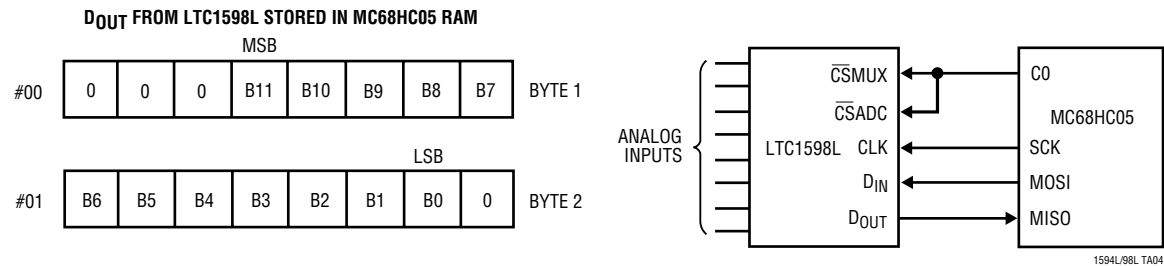 DOUT FROM LTC1598L STORED IN MC68HC05 RAM
MSB
#00 0 0 0 B11 B10 B9 B8 B7 BYTE 1
LSB
#01 B6 B5 B4 B3 B2 B1 B0 0 BYTE 2
ANALOG
INPUTS
LTC1598L
CSMUX
CSADC
CLK
DIN
DOUT
C0
MC68HC05
SCK
MOSI
MISO
1594L/98L TA04